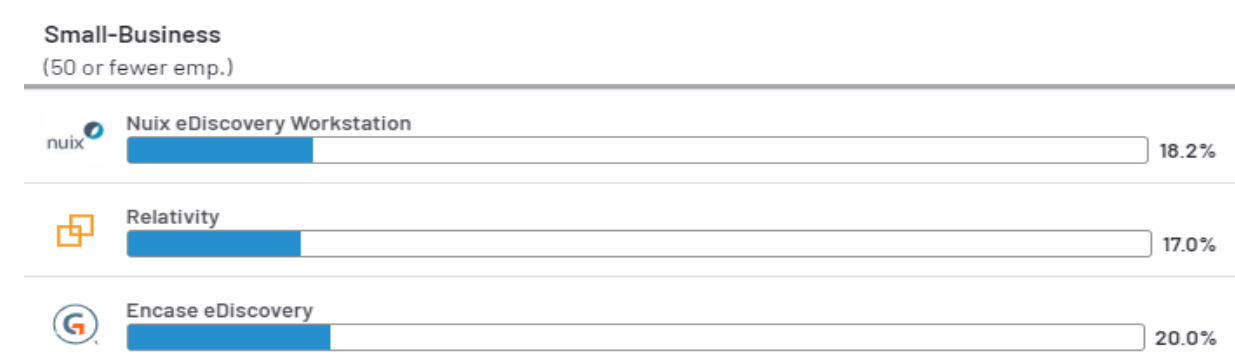 Small-Business
(50 or fewer emp.)
nuix
Nuix eDiscovery Workstation
18.2%
Relativity
17.0%
G
Encase eDiscovery
20.0%